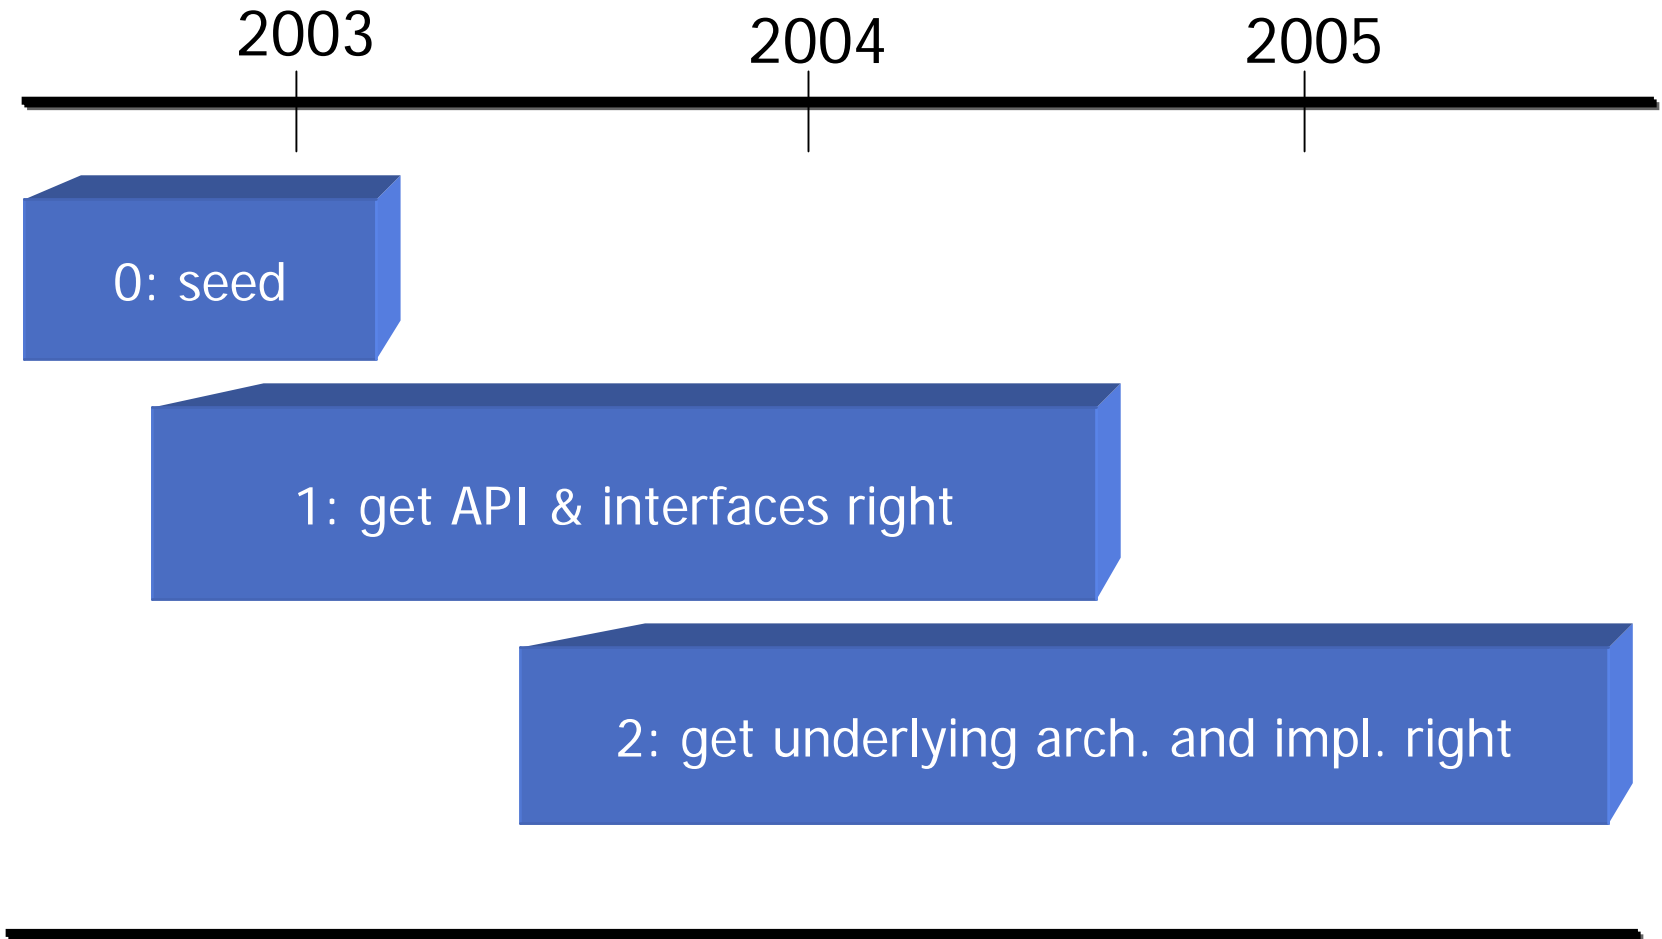 2003
2004
2005
0: seed
1: get API & interfaces right
2: get underlying arch. and impl. right